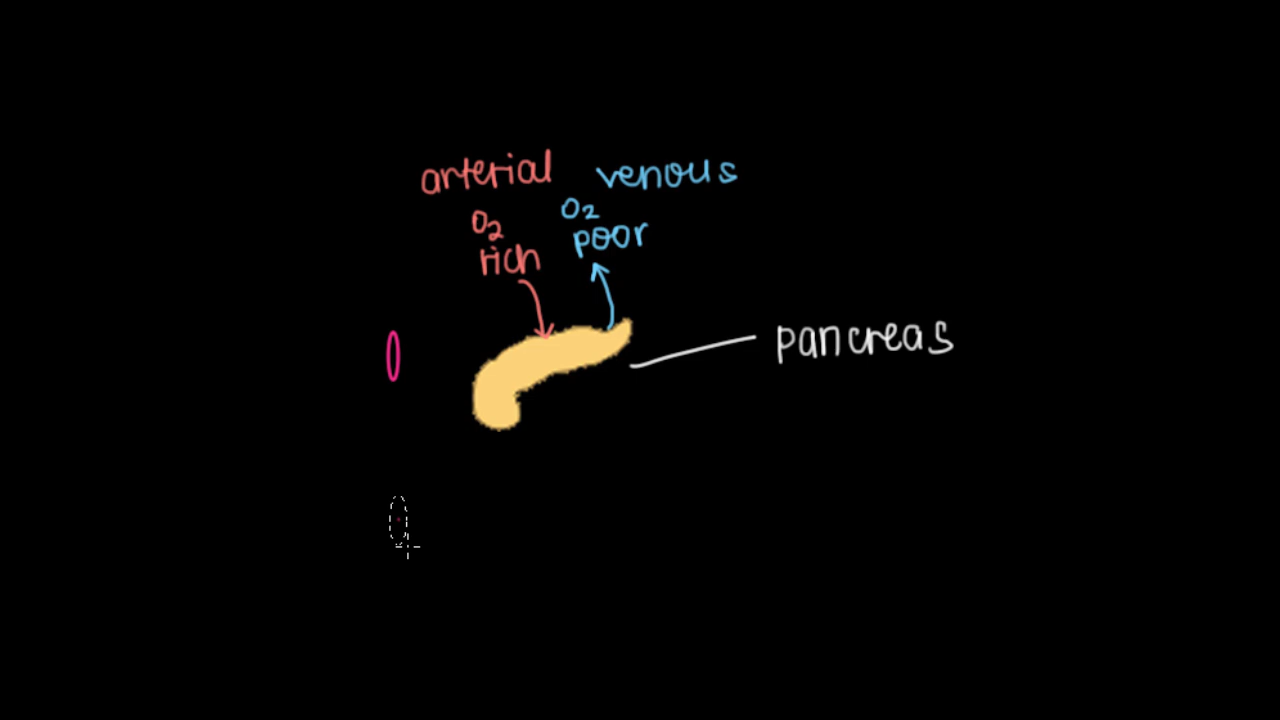 arterial
O₂
rich
venous
O₂
poor
pancreas